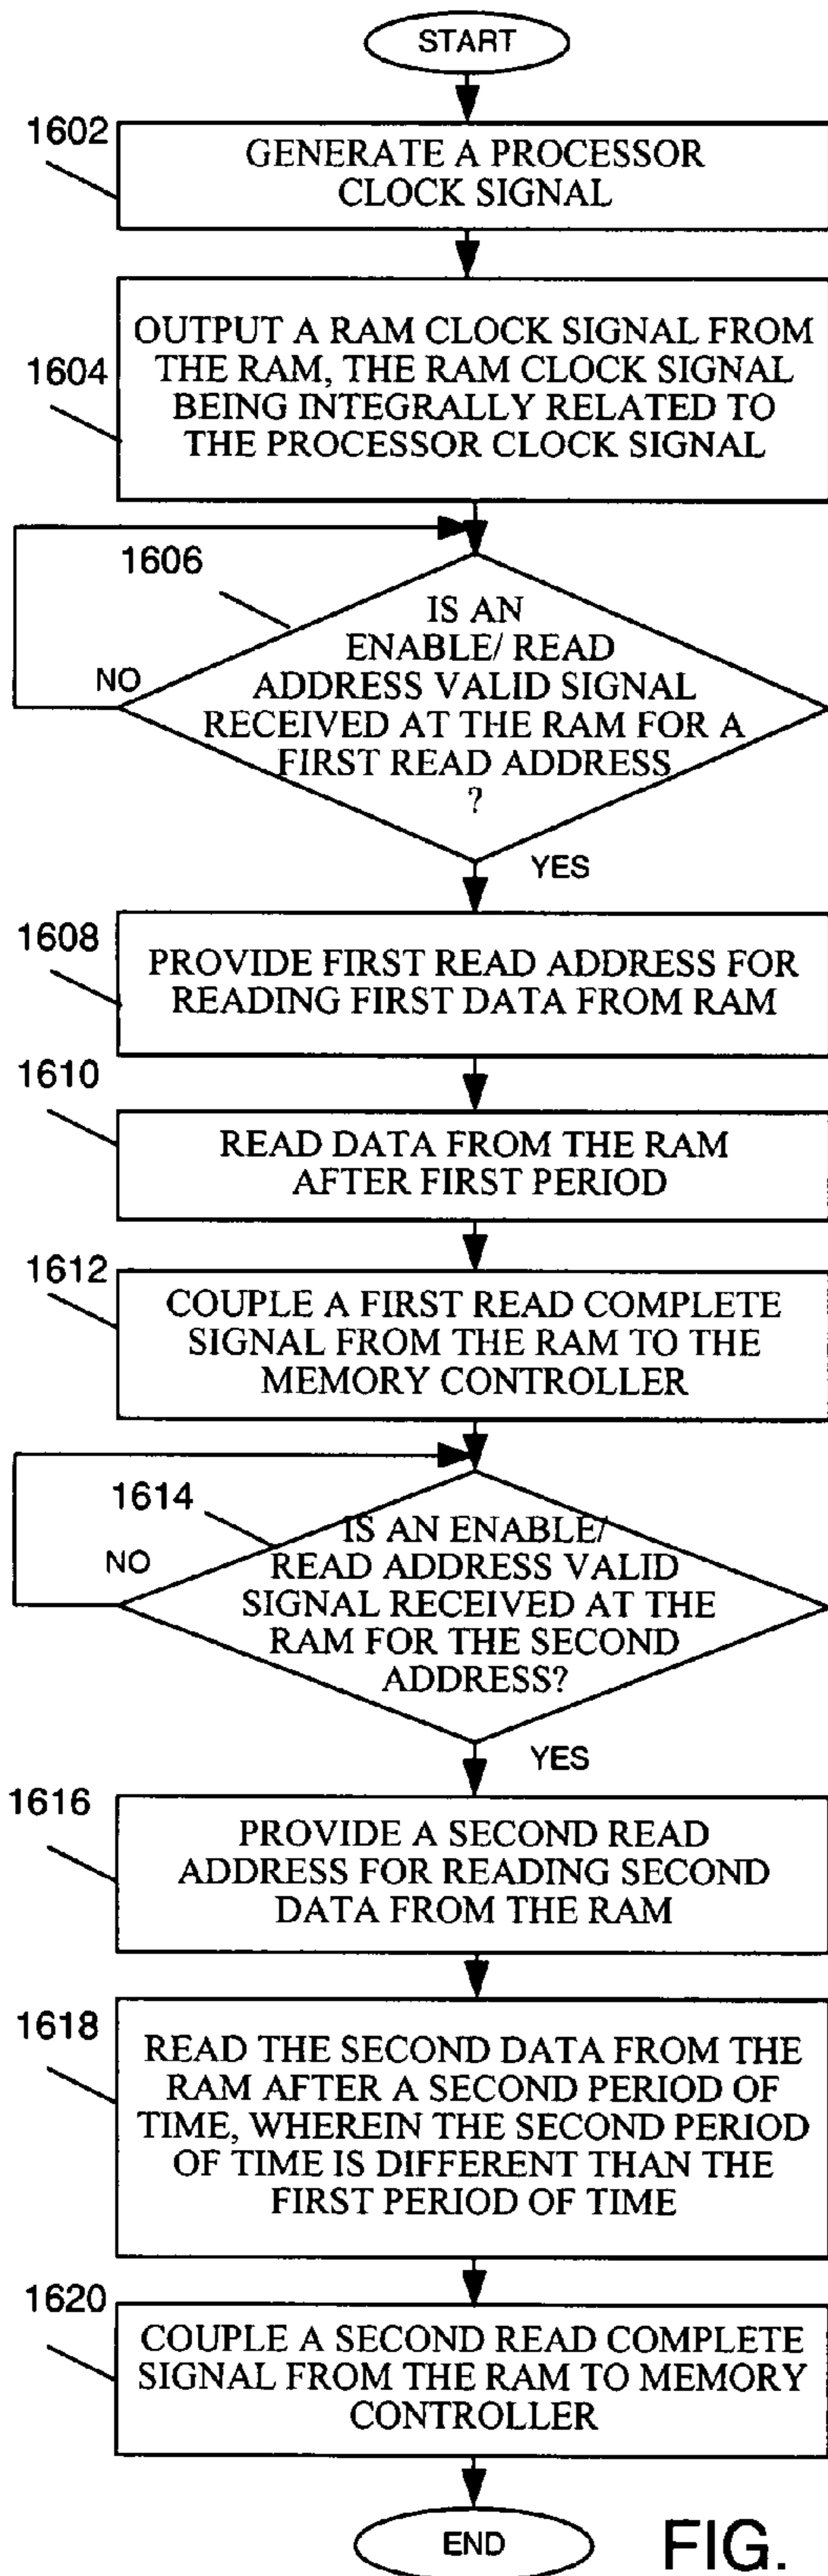 START
1602
GENERATE A PROCESSOR
CLOCK SIGNAL
1604
OUTPUT A RAM CLOCK SIGNAL FROM
THE RAM, THE RAM CLOCK SIGNAL
BEING INTEGRALLY RELATED TO
THE PROCESSOR CLOCK SIGNAL
1606
IS AN
ENABLE/ READ
ADDRESS VALID SIGNAL
RECEIVED AT THE RAM FOR A
FIRST READ ADDRESS
?
NO
YES
1608
PROVIDE FIRST READ ADDRESS FOR
READING FIRST DATA FROM RAM
1610
READ DATA FROM THE RAM
AFTER FIRST PERIOD
1612
COUPLE A FIRST READ COMPLETE
SIGNAL FROM THE RAM TO THE
MEMORY CONTROLLER
1614
IS AN ENABLE/
READ ADDRESS VALID
SIGNAL RECEIVED AT THE
RAM FOR THE SECOND
ADDRESS?
NO
YES
1616
PROVIDE A SECOND READ
ADDRESS FOR READING SECOND
DATA FROM THE RAM
1618
READ THE SECOND DATA FROM THE
RAM AFTER A SECOND PERIOD OF
TIME, WHEREIN THE SECOND PERIOD
OF TIME IS DIFFERENT THAN THE
FIRST PERIOD OF TIME
1620
COUPLE A SECOND READ COMPLETE
SIGNAL FROM THE RAM TO MEMORY
CONTROLLER
END
FIG.